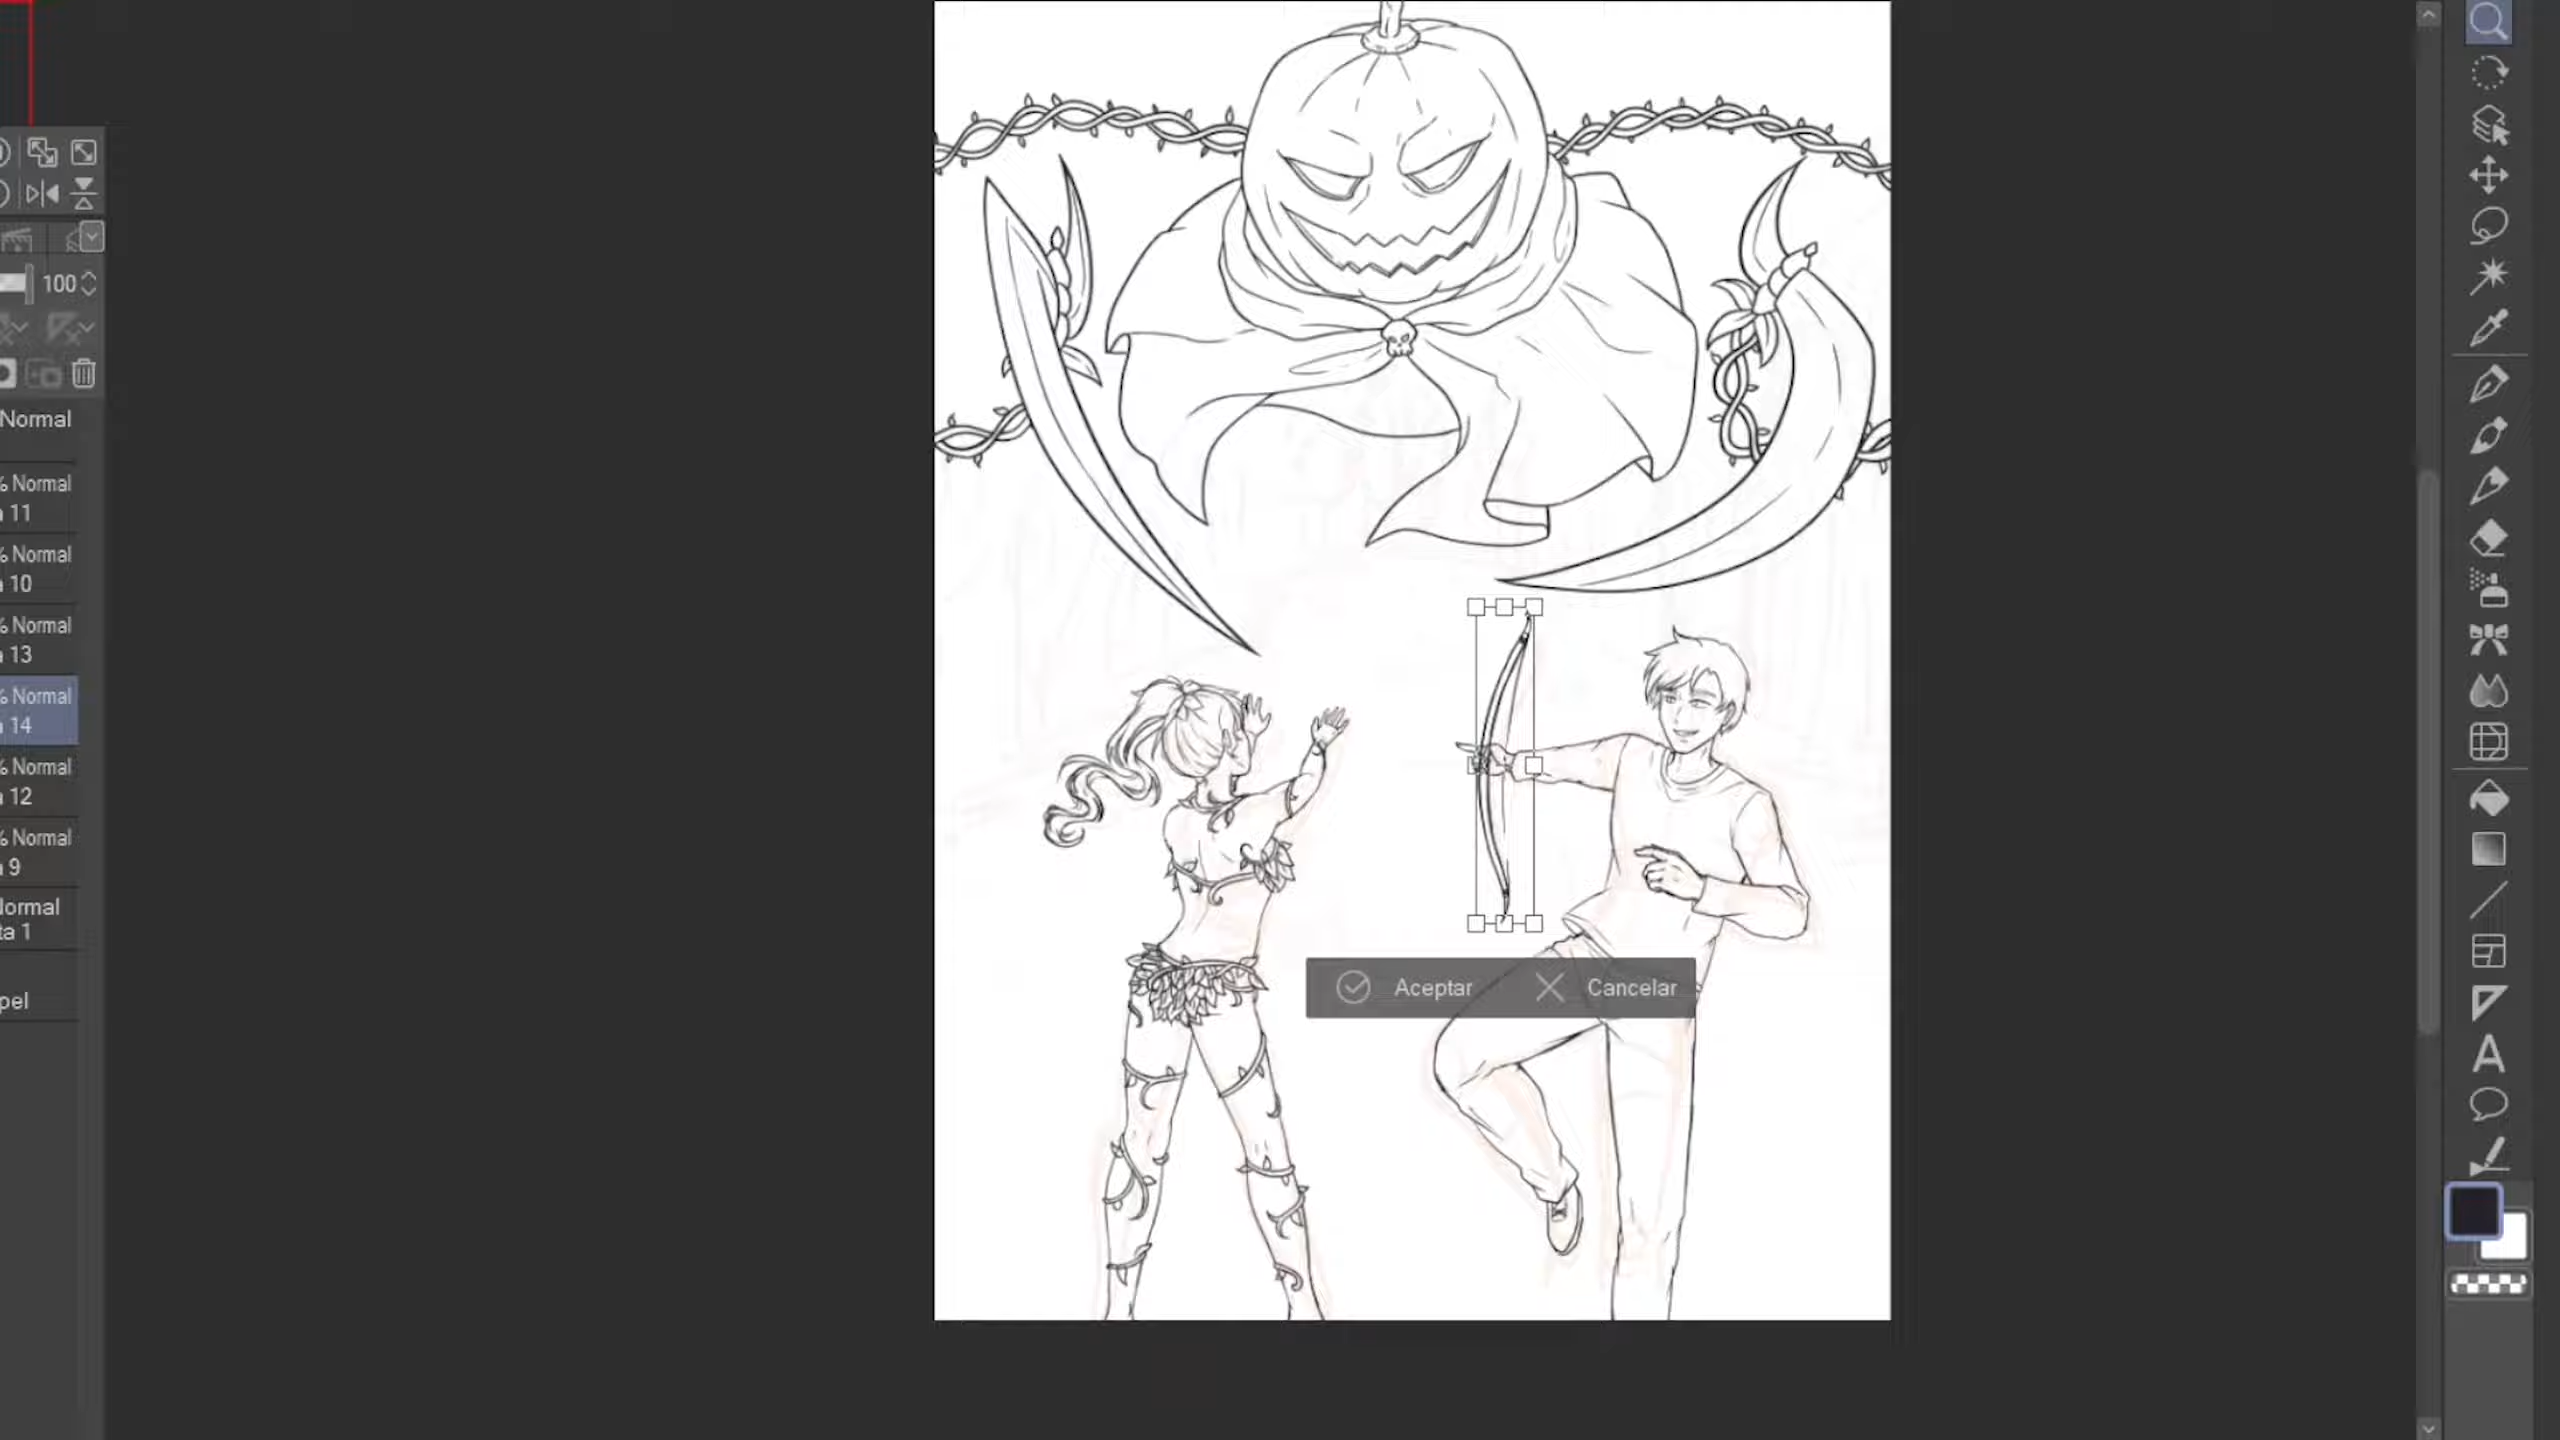 100
Normal
% Normal
a 11
% Normal
a 10
% Normal
a 13
% Normal
a 14
% Normal
a 12
% Normal
a 9
Normal
ta 1
pel
Aceptar
Cancelar